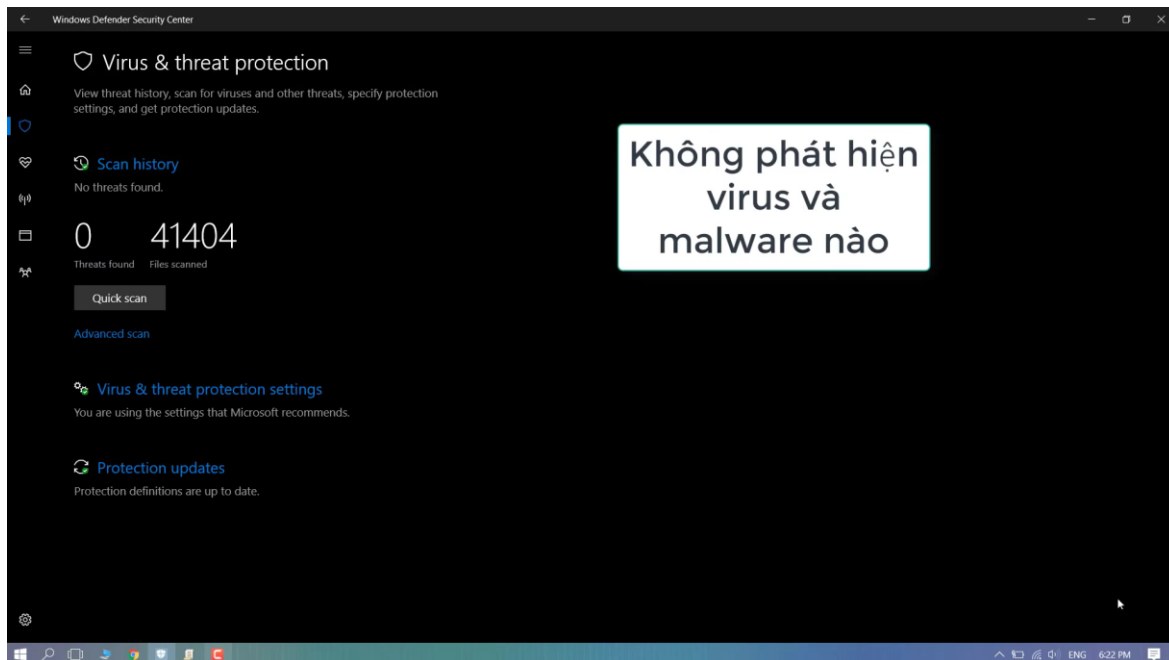 Windows Defender Security Center
Virus & threat protection
View threat history, scan for viruses and other threats, specify protection
settings, and get protection updates.
Scan history
No threats found.
0 41404
Threats found Files scanned
Quick scan
Advanced scan
Virus & threat protection settings
You are using the settings that Microsoft recommends.
Protection updates
Protection definitions are up to date.
Không phát hiện
virus và
malware nào
ENG 6:22 PM